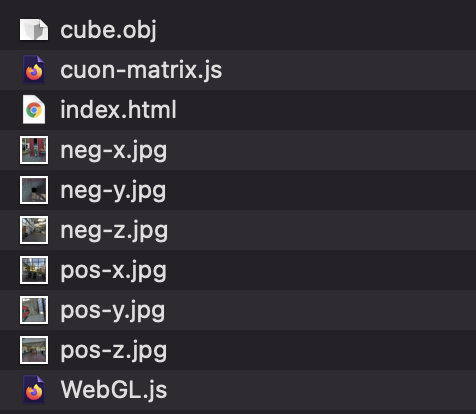 cube.obj
cuon-matrix.js
index.html
neg-x.jpg
neg-y.jpg
neg-z.jpg
pos-x.jpg
pos-y.jpg
pos-z.jpg
WebGL.js